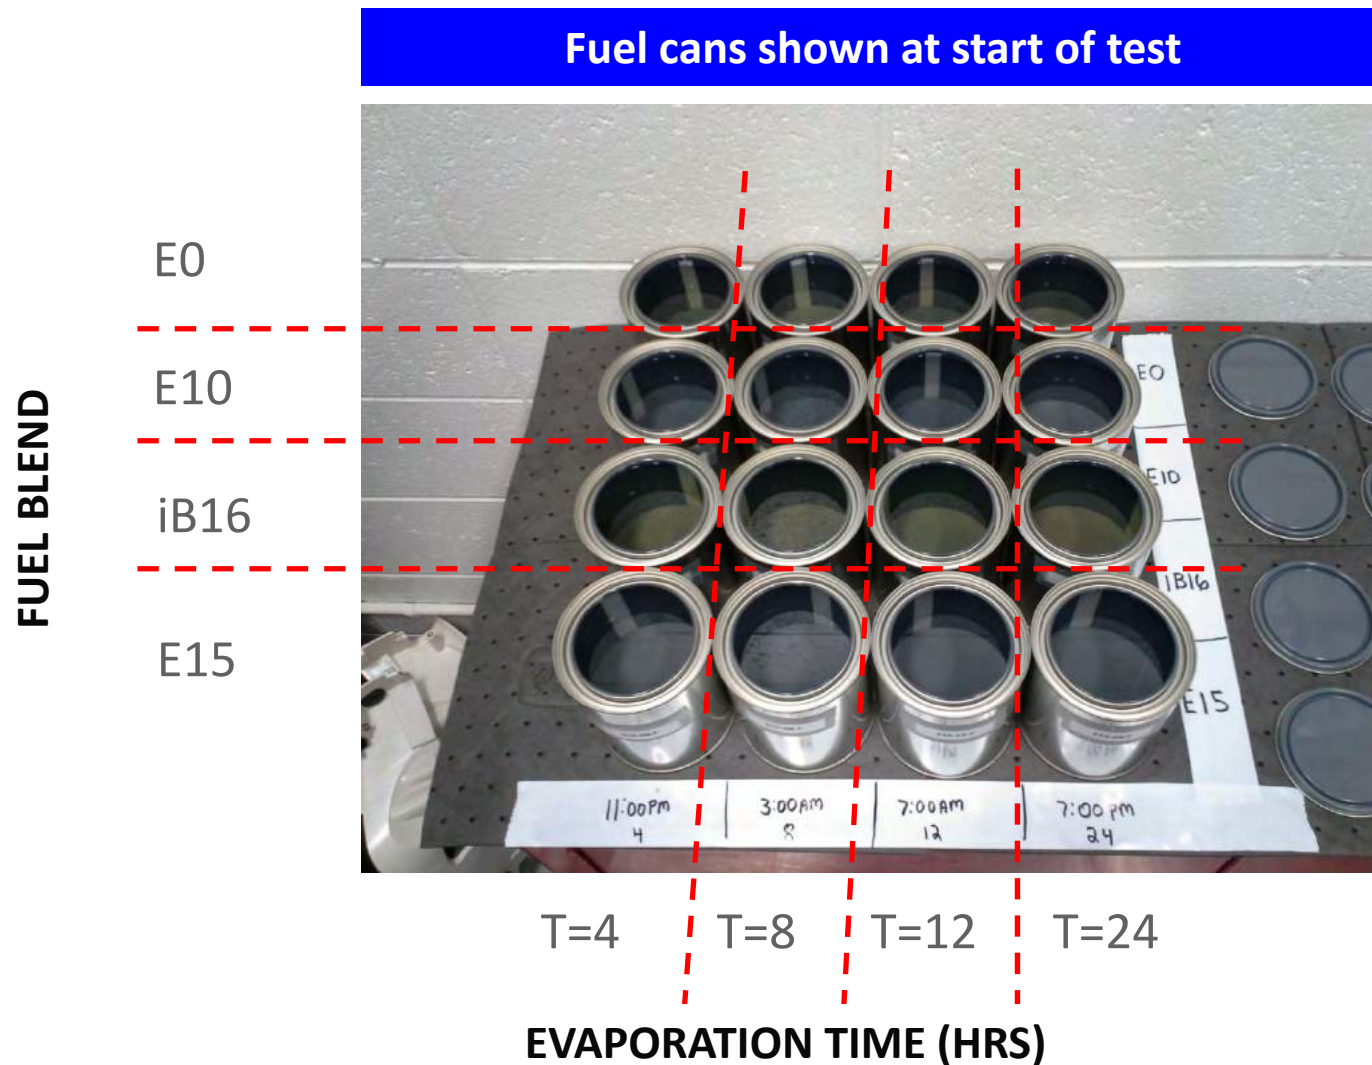 Fuel cans shown at start of test
FUEL BLEND
E0
E10
iB16
E15
E0
E10
iB16
E15
11:00PM
4
3:00AM
8
7:00AM
12
7:00 pm
24
T=4
T=8
T=12
T=24
EVAPORATION TIME (HRS)